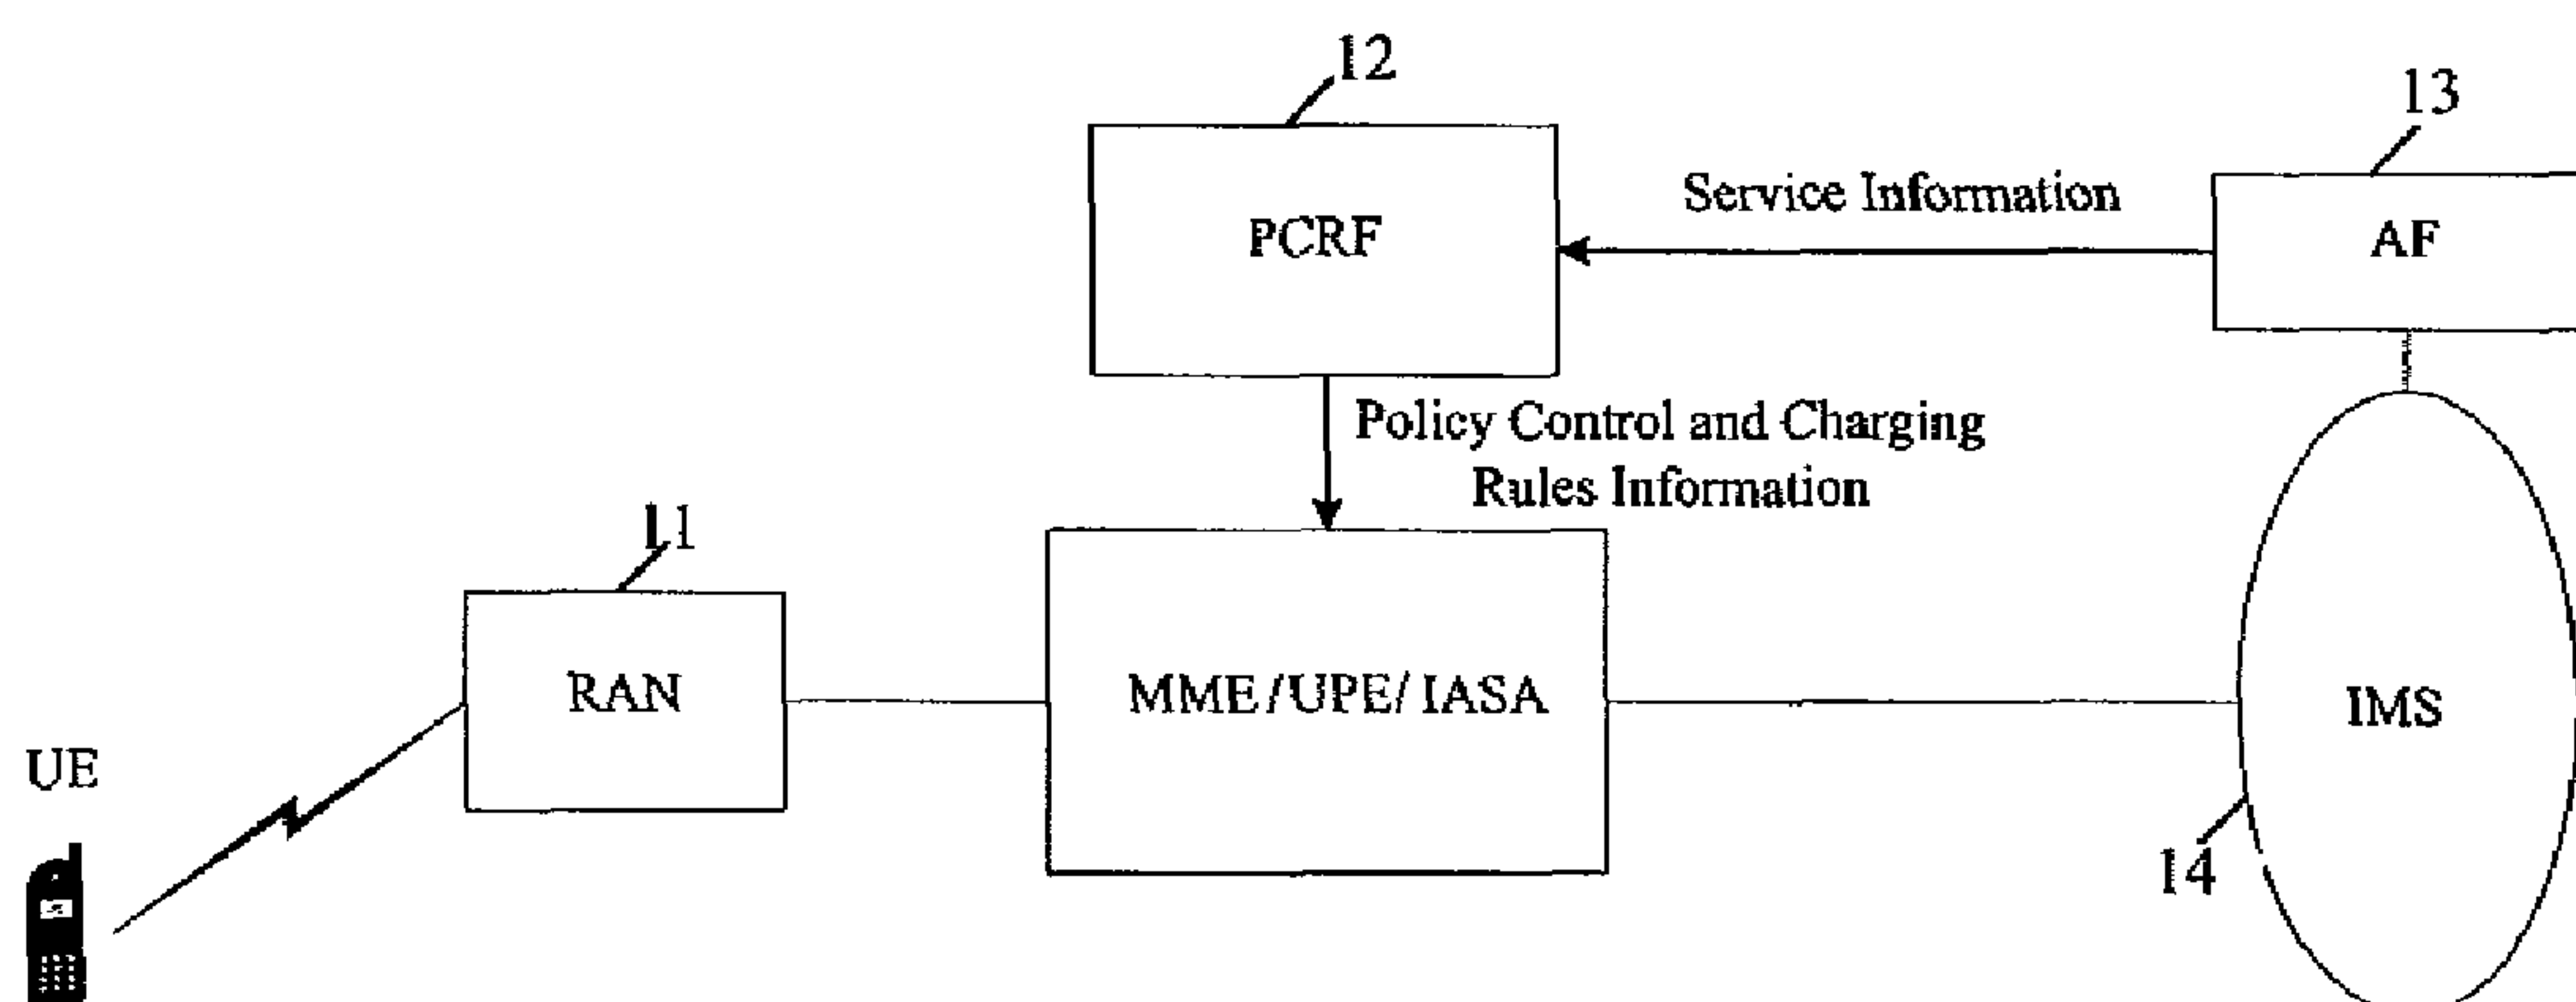 12
13
Service Information
PCRF
AF
Policy Control and Charging
Rules Information
11
RAN
MME/UPE/IASA
IMS
UE
14